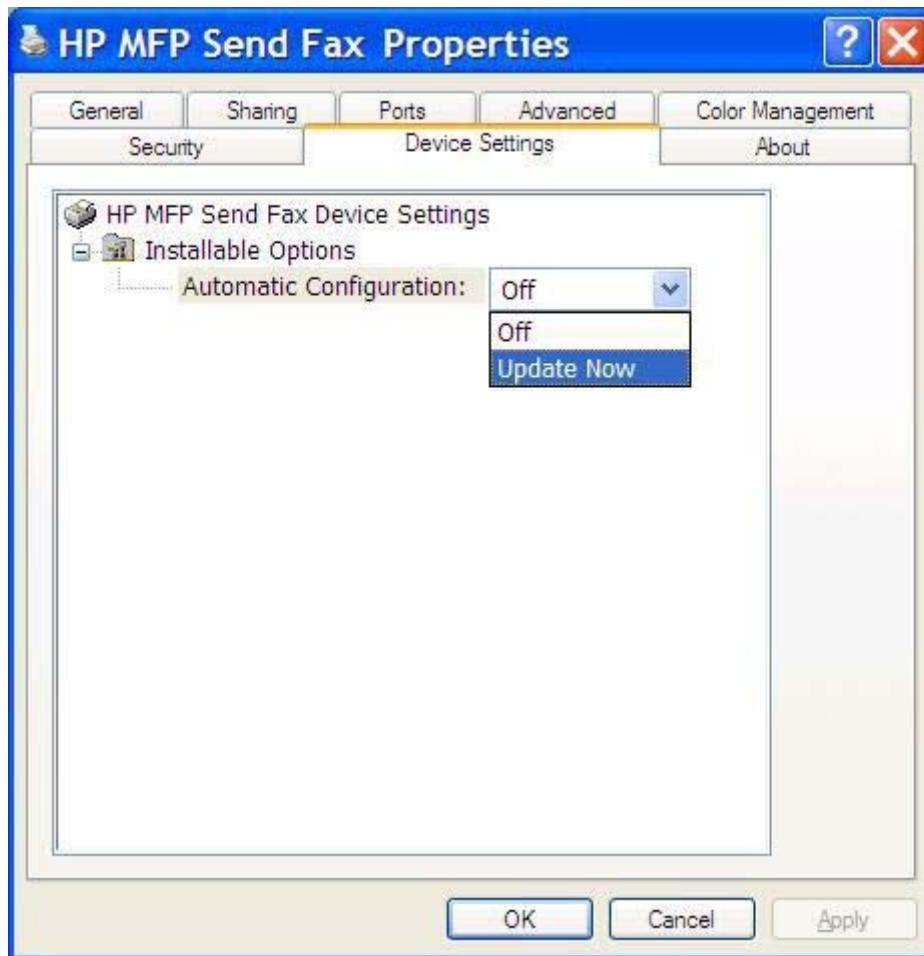 HP MFP Send Fax Properties
General Sharing Ports Advanced Color Management
Security Device Settings About
HP MFP Send Fax Device Settings
Installable Options
Automatic Configuration: Off
Off
Update Now
OK Cancel Apply